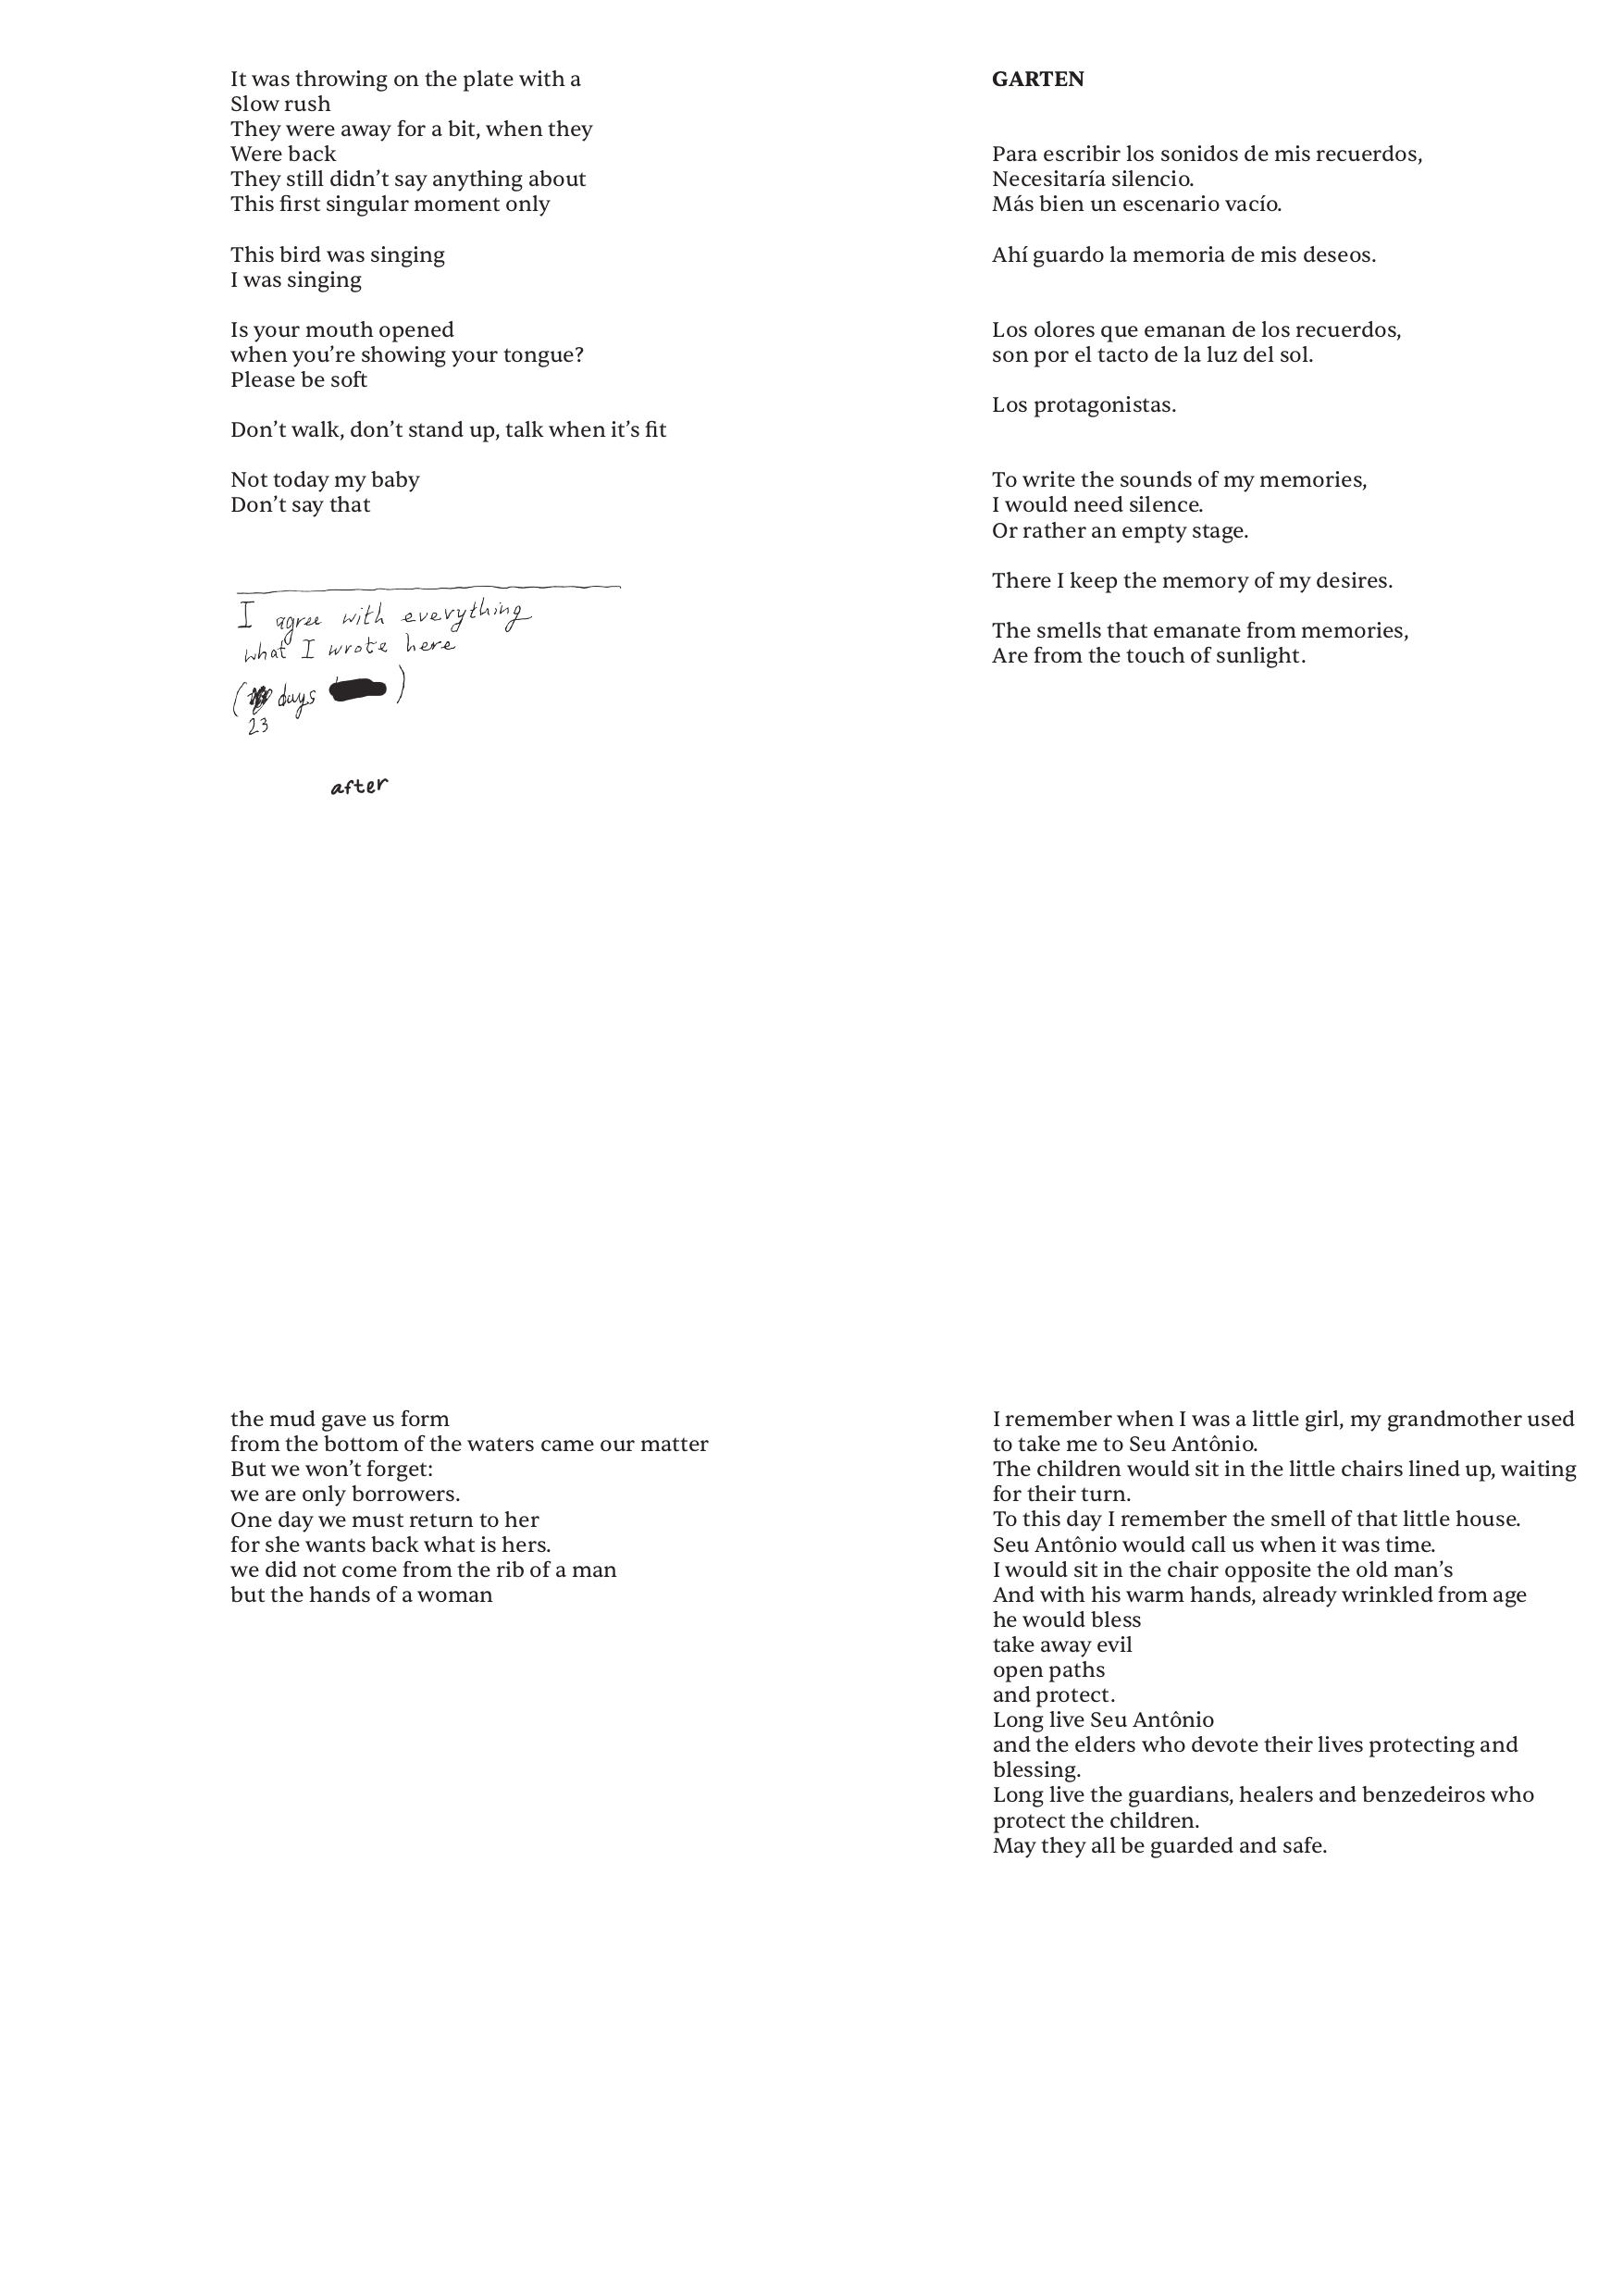 It was throwing on the plate with a
Slow rush
They were away for a bit, when they
Were back
They still didn’t say anything about
This first singular moment only
This bird was singing
I was singing
Is your mouth opened
when you’re showing your tongue?
Please be soft
Don’t walk, don’t stand up, talk when it’s fit
Not today my baby
Don’t say that
I agree with everything
what I wrote here
( days )
23
after
GARTEN
Para escribir los sonidos de mis recuerdos,
Necesitaría silencio.
Más bien un escenario vacío.
Ahí guardo la memoria de mis deseos.
Los olores que emanan de los recuerdos,
son por el tacto de la luz del sol.
Los protagonistas.
To write the sounds of my memories,
I would need silence.
Or rather an empty stage.
There I keep the memory of my desires.
The smells that emanate from memories,
Are from the touch of sunlight.
the mud gave us form
from the bottom of the waters came our matter
But we won’t forget:
we are only borrowers.
One day we must return to her
for she wants back what is hers.
we did not come from the rib of a man
but the hands of a woman
I remember when I was a little girl, my grandmother used
to take me to Seu Antônio.
The children would sit in the little chairs lined up, waiting
for their turn.
To this day I remember the smell of that little house.
Seu Antônio would call us when it was time.
I would sit in the chair opposite the old man’s
And with his warm hands, already wrinkled from age
he would bless
take away evil
open paths
and protect.
Long live Seu Antônio
and the elders who devote their lives protecting and
blessing.
Long live the guardians, healers and benzedeiros who
protect the children.
May they all be guarded and safe.